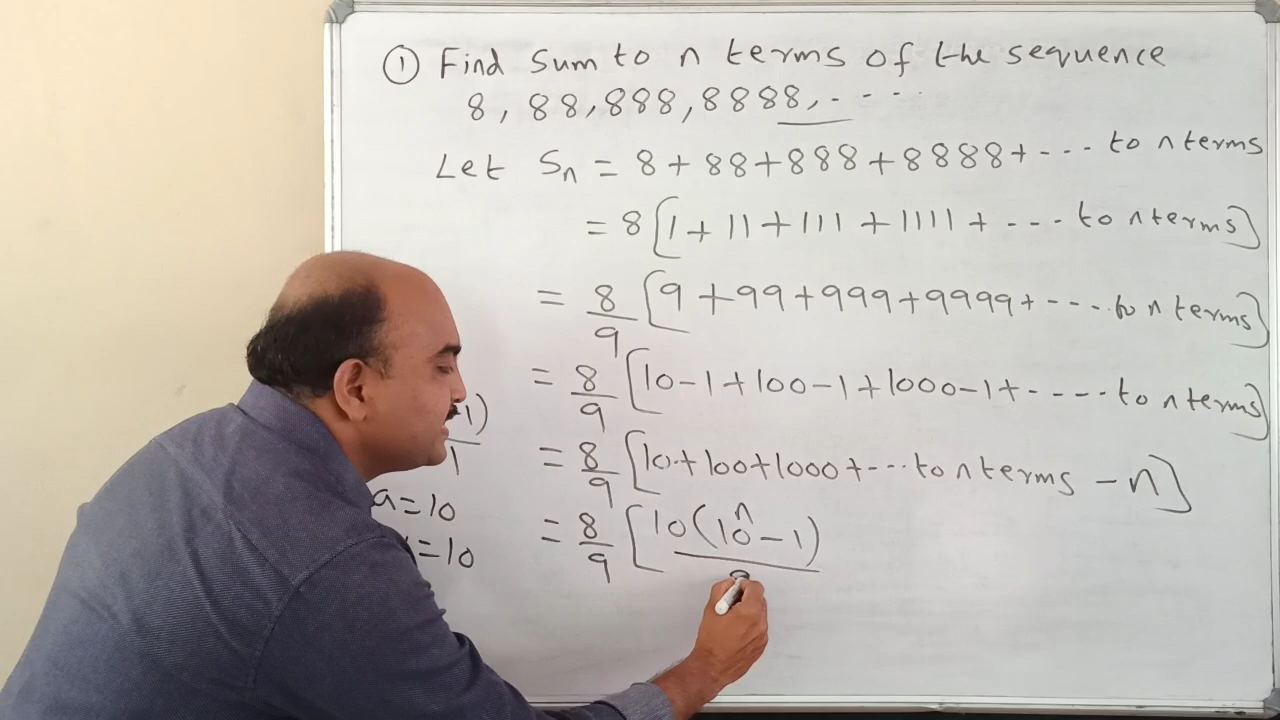 ① Find Sum to n terms of the sequence
8, 88, 888, 8888, - - - -
Let Sn = 8 + 88 + 888 + 8888 + - - - to n terms
= 8 [1 + 11 + 111 + 1111 + - - - to n terms]
= 8/9 [9 + 99 + 999 + 9999 + - - - to n terms]
= 8/9 [10 - 1 + 100 - 1 + 1000 - 1 + - - - - to n terms]
= 8/9 [10 + 100 + 1000 + - - - to n terms - n]
= 8/9 [10(10^n - 1)
-1)
1
a = 10
= 10